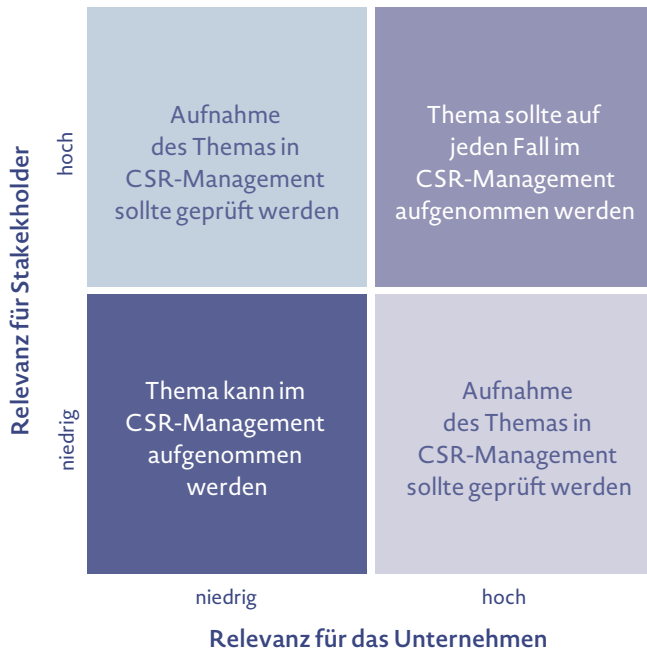 Relevanz für Stakekholder
hoch
niedrig
Aufnahme
des Themas in
CSR-Management
sollte geprüft werden
Thema sollte auf
jeden Fall im
CSR-Management
aufgenommen werden
Thema kann im
CSR-Management
aufgenommen
werden
Aufnahme
des Themas in
CSR-Management
sollte geprüft werden
niedrig
hoch
Relevanz für das Unternehmen